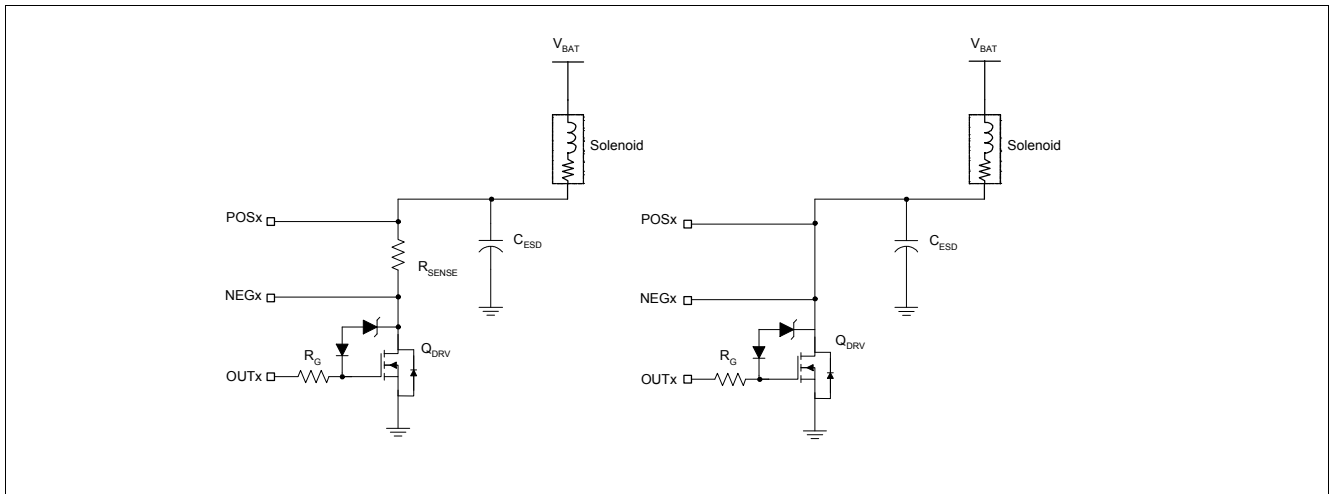 V_BAT
Solenoid
POSx
C_ESD
R_SENSE
NEGx
Q_DRV
R_G
OUTx
V_BAT
Solenoid
POSx
C_ESD
NEGx
Q_DRV
R_G
OUTx